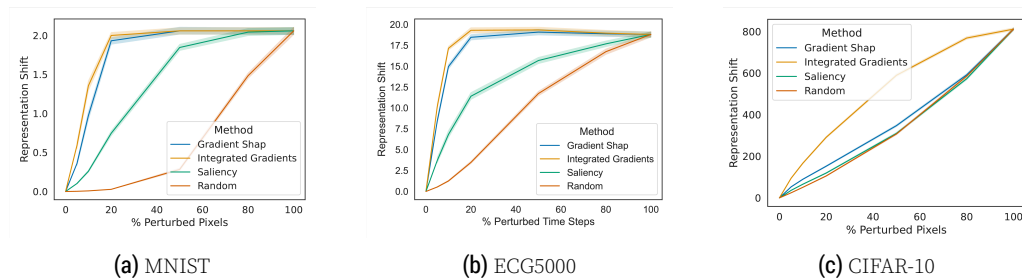 Representation Shift
2.0
1.5
1.0
0.5
0.0
Method
Gradient Shap
Integrated Gradients
Saliency
Random
0 20 40 60 80 100
% Perturbed Pixels
(a) MNIST
Representation Shift
20.0
17.5
15.0
12.5
10.0
7.5
5.0
2.5
0.0
Method
Gradient Shap
Integrated Gradients
Saliency
Random
0 20 40 60 80 100
% Perturbed Time Steps
(b) ECG5000
Representation Shift
800
600
400
200
0
Method
Gradient Shap
Integrated Gradients
Saliency
Random
0 20 40 60 80 100
% Perturbed Pixels
(c) CIFAR-10